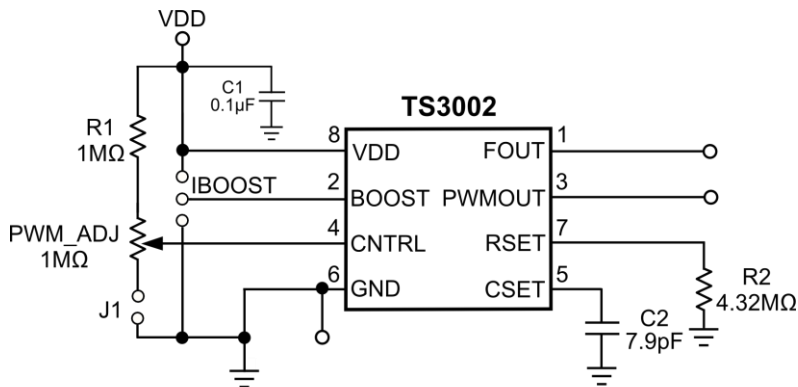 VDD
C1
0.1µF
TS3002
R1
1MΩ
8
VDD
FOUT
1
IBOOST
2
BOOST
PWMOUT
3
PWM_ADJ
1MΩ
4
CNTRL
RSET
7
J1
6
GND
CSET
5
R2
4.32MΩ
C2
7.9pF